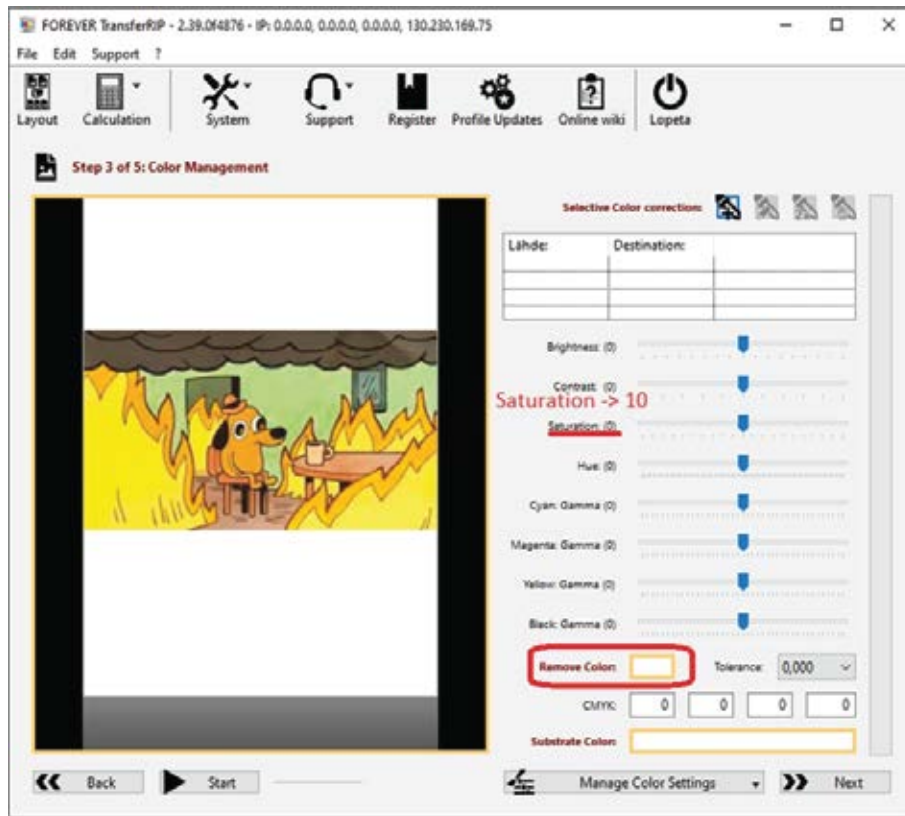 FOREVER TransferRIP - 2.39.0f4876 - IP: 0.0.0.0, 0.0.0.0, 0.0.0.0, 130.230.169.75
File Edit Support ?
Layout Calculation System Support Register Profile Updates Online wiki Lopeta
Step 3 of 5: Color Management
Selective Color correction:
Lähde: Destination:
Brightness: (0)
Contrast: (0)
Saturation -> 10
Saturation: (0)
Hue: (0)
Cyan: Gamma (0)
Magenta: Gamma (0)
Yellow: Gamma (0)
Black: Gamma (0)
Remove Color: Tolerance: 0,000
CMYK: 0 0 0 0
Substrate Color:
Back Start Manage Color Settings Next